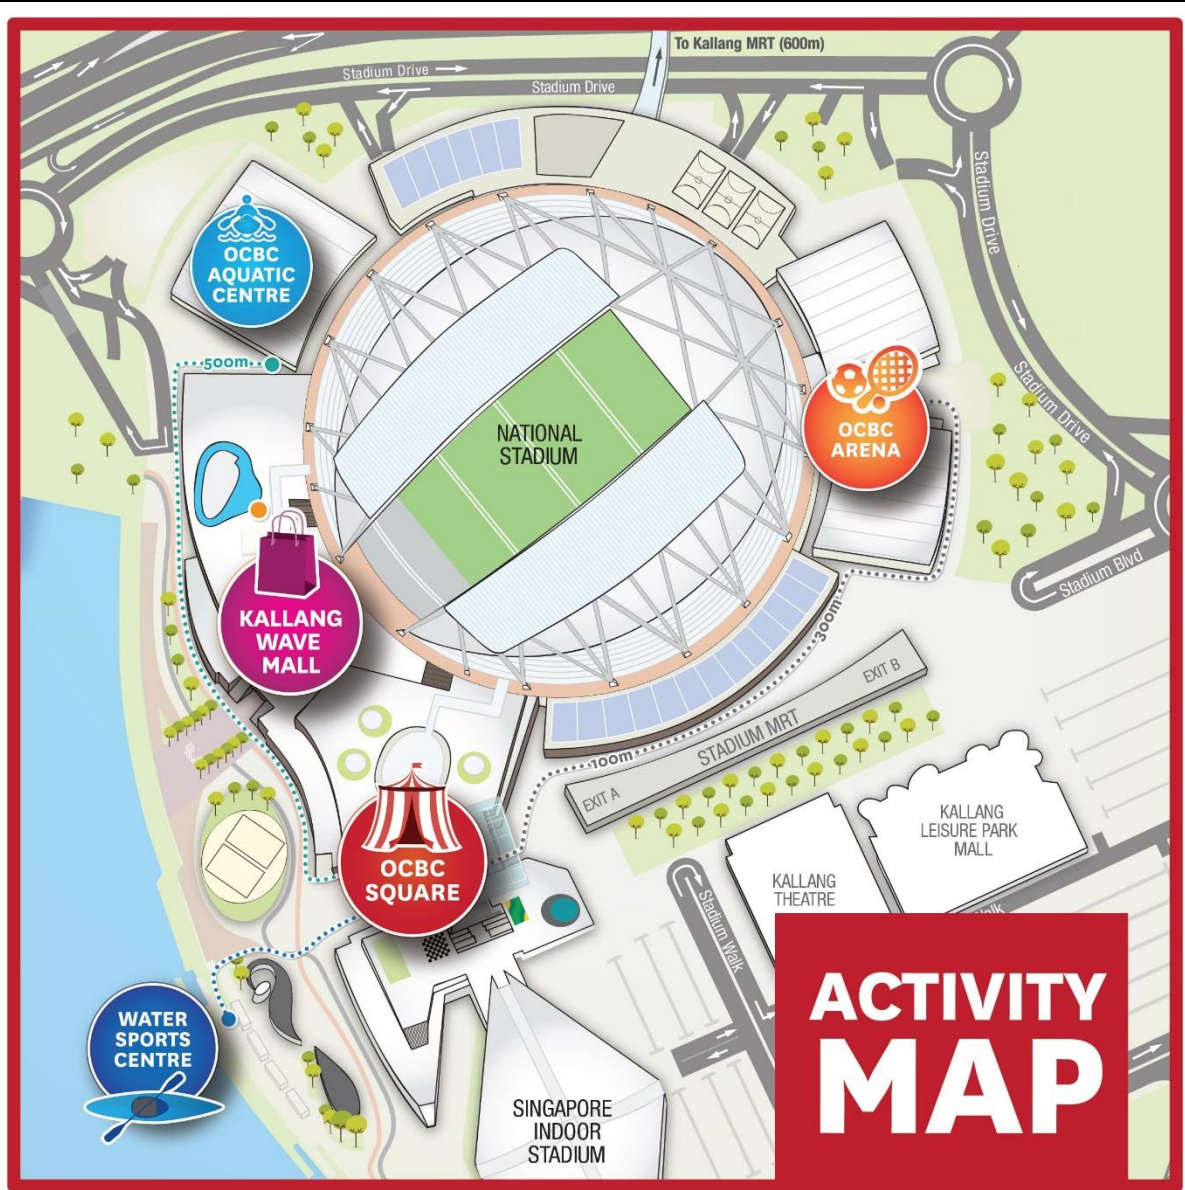 To Kallang MRT (600m)
Stadium Drive
Stadium Drive
Stadium Drive
OCBC
AQUATIC
CENTRE
500m
OCBC
ARENA
Stadium Drive
NATIONAL
STADIUM
Stadium Blvd
KALLANG
WAVE
MALL
300m
EXIT B
STADIUM MRT
100m
EXIT A
OCBC
SQUARE
KALLANG
LEISURE PARK
MALL
KALLANG
THEATRE
Stadium Walk
WATER
SPORTS
CENTRE
SINGAPORE
INDOOR
STADIUM
ACTIVITY
MAP